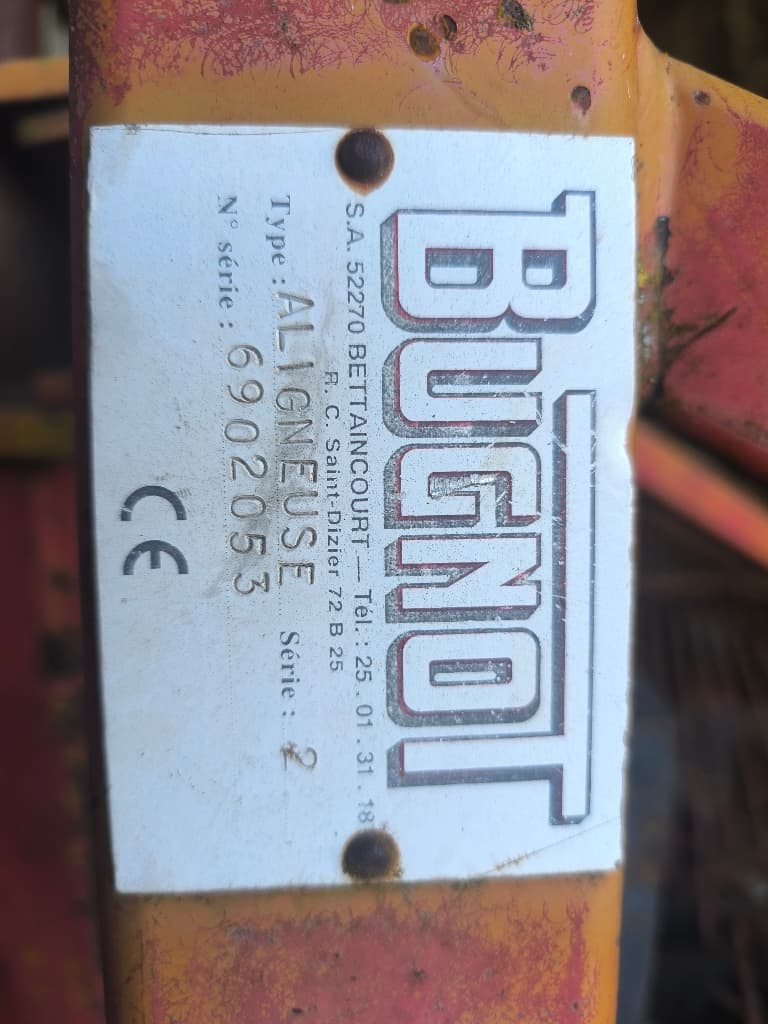 BUGNOT
S.A. 52270 BETTAINCOURT — Tél. : 25.01.31.18
R.C. Saint-Dizier 72 B 25
Type : ALIGNEUSE Série : 2
N° série : 6902053
CE